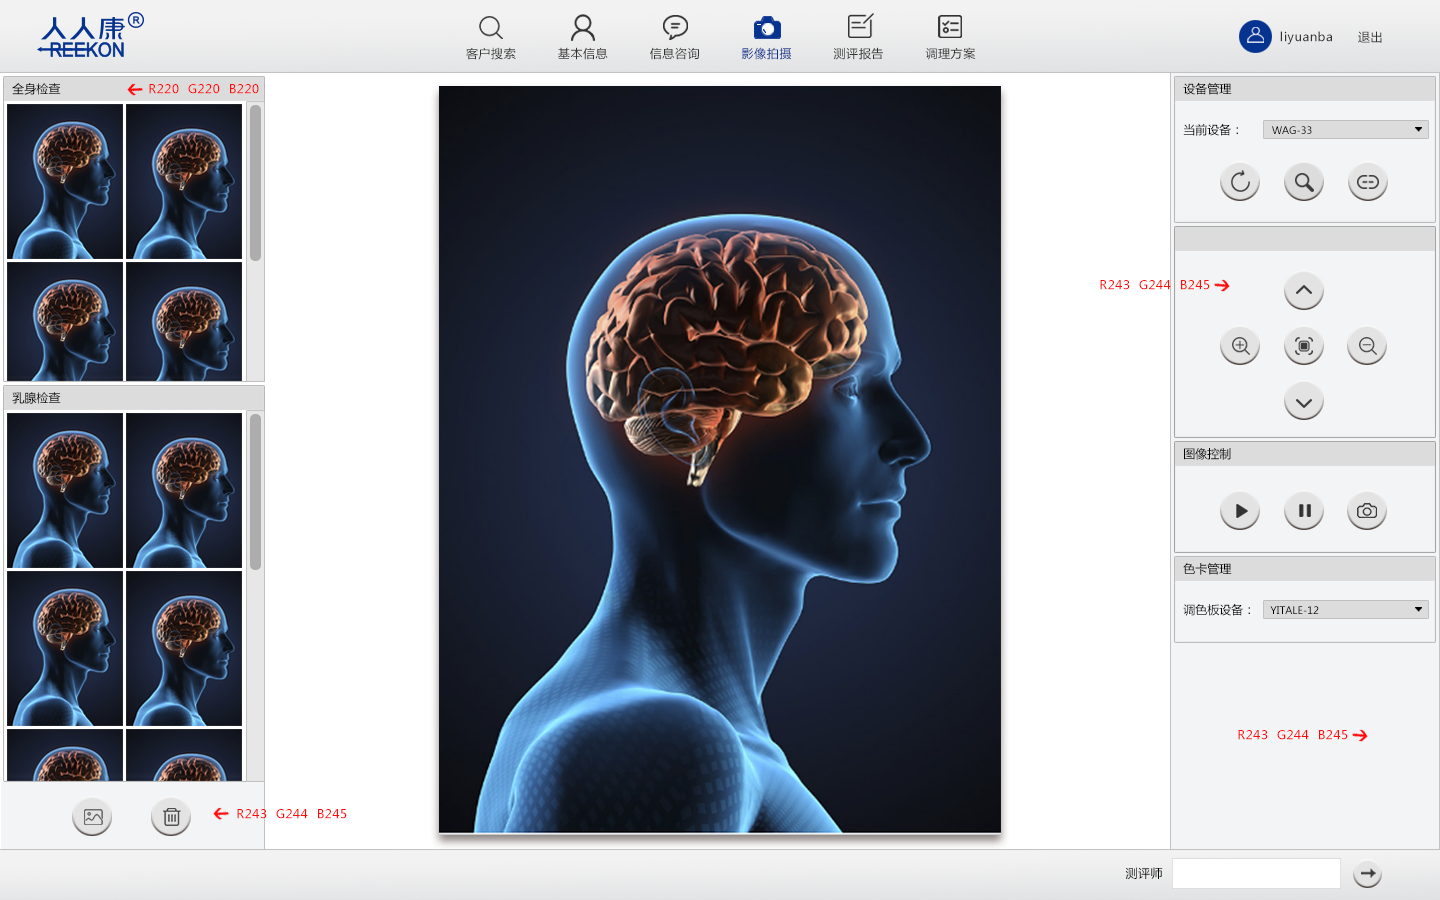 人人康®
REEKON
客户搜索
基本信息
信息咨询
影像拍摄
测评报告
调理方案
liyuanba
退出
全身检查
R220 G220 B220
乳腺检查
R243 G244 B245
设备管理
当前设备：
WAG-33
R243 G244 B245
图像控制
色卡管理
调色板设备：
YITALE-12
R243 G244 B245
测评师